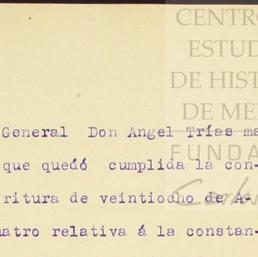 CENTRO
ESTUD
DE HIST
DE ME
FUNDA
General Don Angel Trías ma
que quedó cumplida la con-
ritura de veintiocho de A-
uatro relativa á la constan-